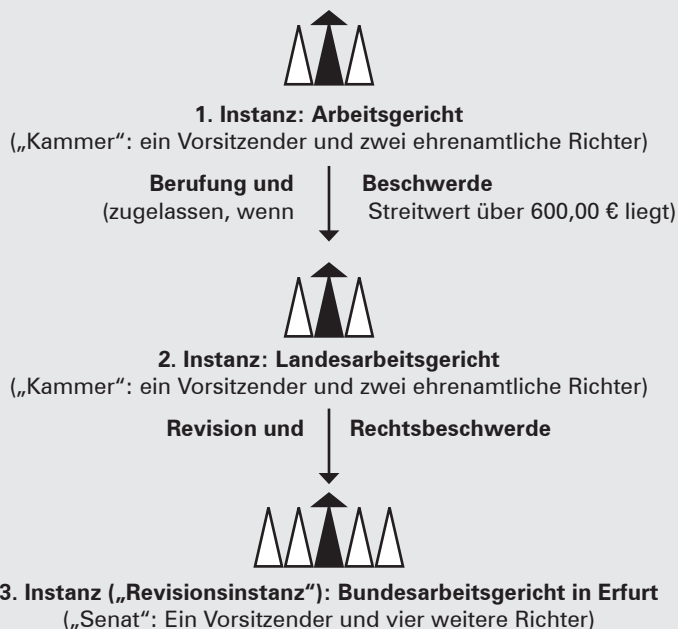 1. Instanz: Arbeitsgericht
(„Kammer“: ein Vorsitzender und zwei ehrenamtliche Richter)
Berufung und Beschwerde
(zugelassen, wenn Streitwert über 600,00 € liegt)
2. Instanz: Landesarbeitsgericht
(„Kammer“: ein Vorsitzender und zwei ehrenamtliche Richter)
Revision und Rechtsbeschwerde
3. Instanz („Revisionsinstanz“): Bundesarbeitsgericht in Erfurt
(„Senat“: Ein Vorsitzender und vier weitere Richter)